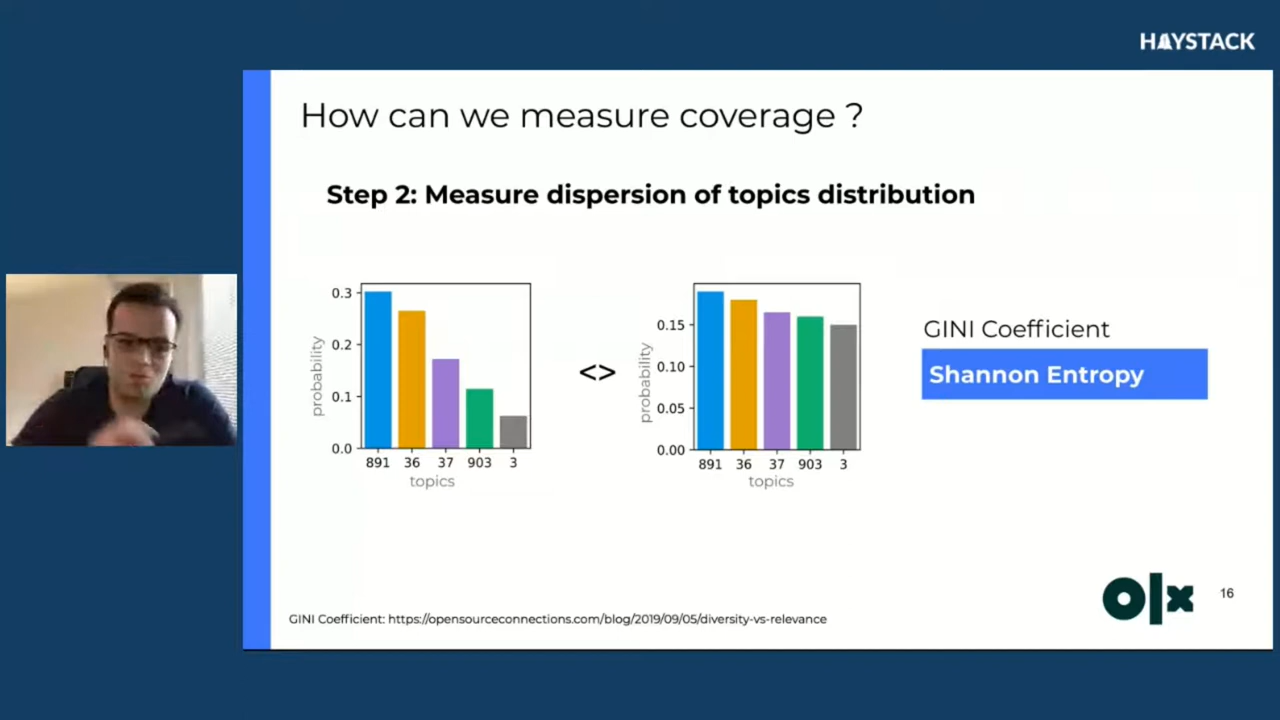 HAYSTACK
How can we measure coverage ?
Step 2: Measure dispersion of topics distribution
0.3
0.2
0.1
0.0
probability
891 36 37 903 3
topics
<>
0.15
0.10
0.05
0.00
probability
891 36 37 903 3
topics
GINI Coefficient
Shannon Entropy
olx
16
GINI Coefficient: https://opensourceconnections.com/blog/2019/09/05/diversity-vs-relevance